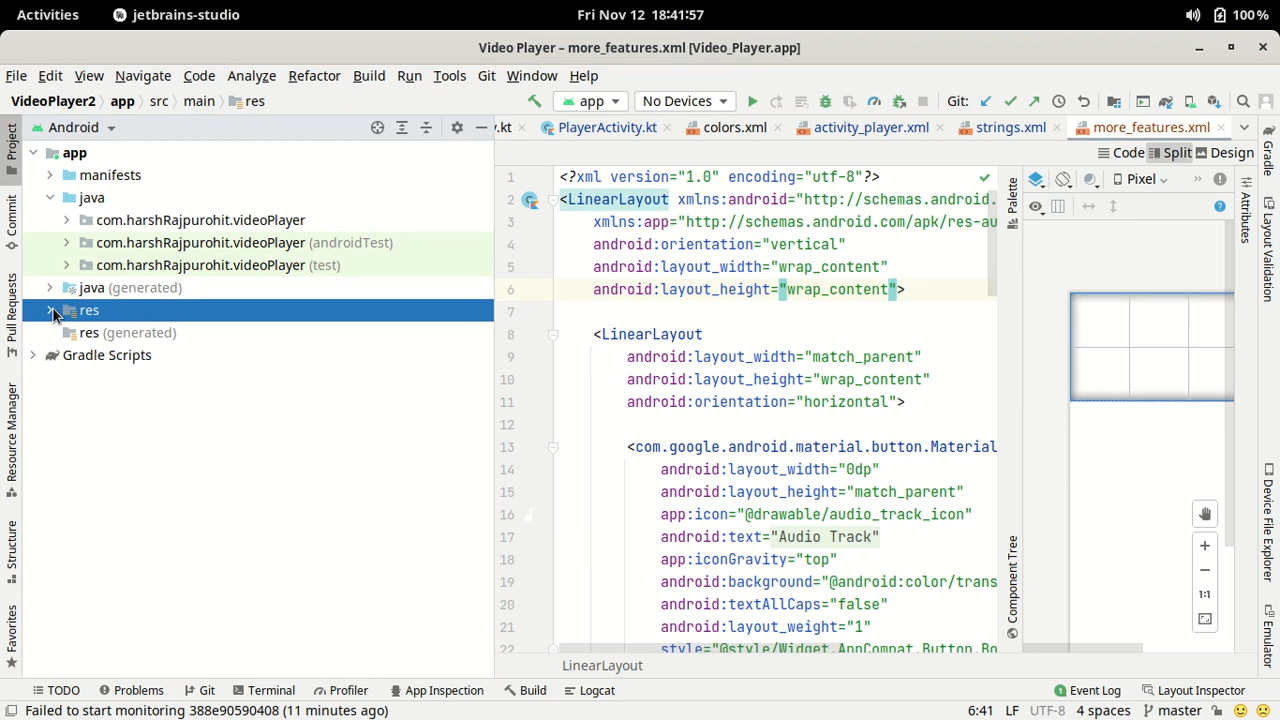 Activities jetbrains-studio Fri Nov 12 18:41:57 100%
Video Player – more_features.xml [Video_Player.app]
File Edit View Navigate Code Analyze Refactor Build Run Tools Git Window Help
VideoPlayer2 app src main res app No Devices Git:
Android
.kt PlayerActivity.kt colors.xml activity_player.xml strings.xml more_features.xml
Code Split Design
app
manifests
java
com.harshRajpurohit.videoPlayer
com.harshRajpurohit.videoPlayer (androidTest)
com.harshRajpurohit.videoPlayer (test)
java (generated)
res
res (generated)
Gradle Scripts
Project
Commit
Pull Requests
Resource Manager
Structure
Favorites
1 <?xml version="1.0" encoding="utf-8"?>
2 <LinearLayout xmlns:android="http://schemas.android.
3 xmlns:app="http://schemas.android.com/apk/res-au
4 android:orientation="vertical"
5 android:layout_width="wrap_content"
6 android:layout_height="wrap_content">
7
8 <LinearLayout
9 android:layout_width="match_parent"
10 android:layout_height="wrap_content"
11 android:orientation="horizontal">
12
13 <com.google.android.material.button.Material
14 android:layout_width="0dp"
15 android:layout_height="match_parent"
16 app:icon="@drawable/audio_track_icon"
17 android:text="Audio Track"
18 app:iconGravity="top"
19 android:background="@android:color/trans
20 android:textAllCaps="false"
21 android:layout_weight="1"
22 style="@style/Widget.AppCompat.Button.Bo
LinearLayout
Palette
Component Tree
Pixel
1:1
Attributes
Gradle
Layout Validation
Device File Explorer
Emulator
TODO Problems Git Terminal Profiler App Inspection Build Logcat 1 Event Log Layout Inspector
Failed to start monitoring 388e90590408 (11 minutes ago) 6:41 LF UTF-8 4 spaces master